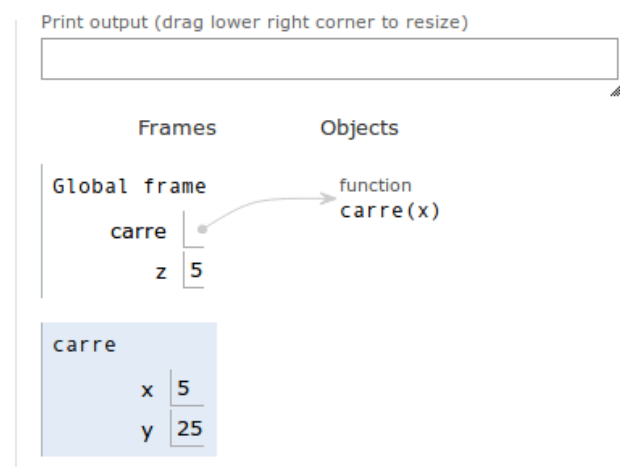 Print output (drag lower right corner to resize)
Frames Objects
Global frame
function
carre(x)
carre
z 5
carre
x 5
y 25